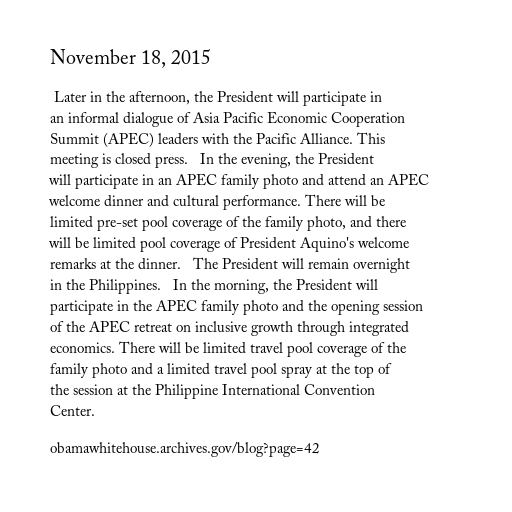 November 18, 2015
Later in the afternoon, the President will participate in
an informal dialogue of Asia Pacific Economic Cooperation
Summit (APEC) leaders with the Pacific Alliance. This
meeting is closed press.   In the evening, the President
will participate in an APEC family photo and attend an APEC
welcome dinner and cultural performance. There will be
limited pre-set pool coverage of the family photo, and there
will be limited pool coverage of President Aquino's welcome
remarks at the dinner.   The President will remain overnight
in the Philippines.   In the morning, the President will
participate in the APEC family photo and the opening session
of the APEC retreat on inclusive growth through integrated
economics. There will be limited travel pool coverage of the
family photo and a limited travel pool spray at the top of
the session at the Philippine International Convention
Center.
obamawhitehouse.archives.gov/blog?page=42